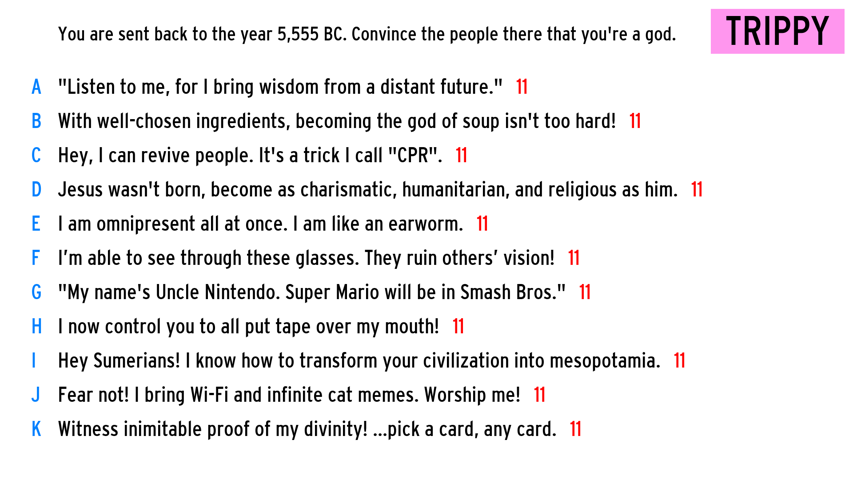 You are sent back to the year 5,555 BC. Convince the people there that you're a god.
TRIPPY
A "Listen to me, for I bring wisdom from a distant future." 11
B With well-chosen ingredients, becoming the god of soup isn't too hard! 11
C Hey, I can revive people. It's a trick I call "CPR". 11
D Jesus wasn't born, become as charismatic, humanitarian, and religious as him. 11
E I am omnipresent all at once. I am like an earworm. 11
F I’m able to see through these glasses. They ruin others’ vision! 11
G "My name's Uncle Nintendo. Super Mario will be in Smash Bros." 11
H I now control you to all put tape over my mouth! 11
I Hey Sumerians! I know how to transform your civilization into mesopotamia. 11
J Fear not! I bring Wi-Fi and infinite cat memes. Worship me! 11
K Witness inimitable proof of my divinity! ...pick a card, any card. 11